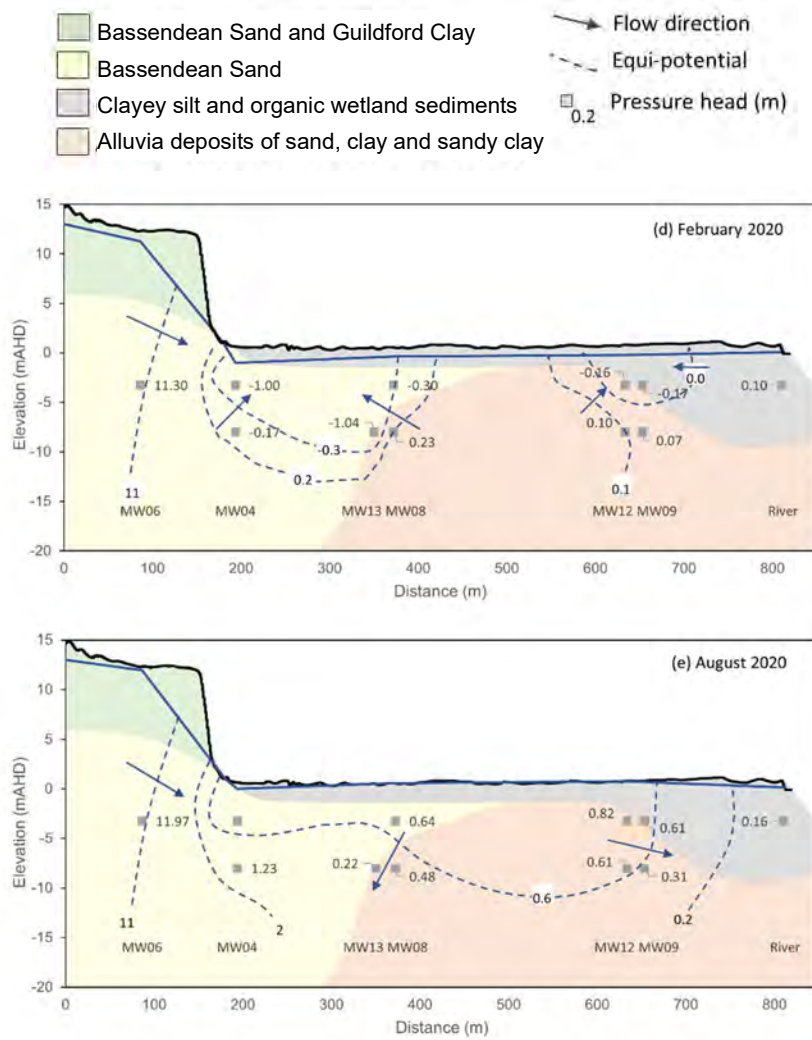 Bassendean Sand and Guildford Clay
Bassendean Sand
Clayey silt and organic wetland sediments
Alluvia deposits of sand, clay and sandy clay
Flow direction
Equi-potential
Pressure head (m)
0.2
(d) February 2020
15
10
5
0
-5
-10
-15
-20
Elevation (mAHD)
11.30
-1.00
-0.30
-0.16
-0.17
0.0
0.10
-0.17
-1.04
0.23
0.10
0.07
-0.3
0.2
0.1
11
MW06
MW04
MW13 MW08
MW12 MW09
River
0
100
200
300
400
500
600
700
800
Distance (m)
(e) August 2020
15
10
5
0
-5
-10
-15
-20
Elevation (mAHD)
11.97
0.64
0.82
0.61
0.16
1.23
0.22
0.48
0.61
0.31
11
2
0.6
0.2
MW06
MW04
MW13 MW08
MW12 MW09
River
0
100
200
300
400
500
600
700
800
Distance (m)